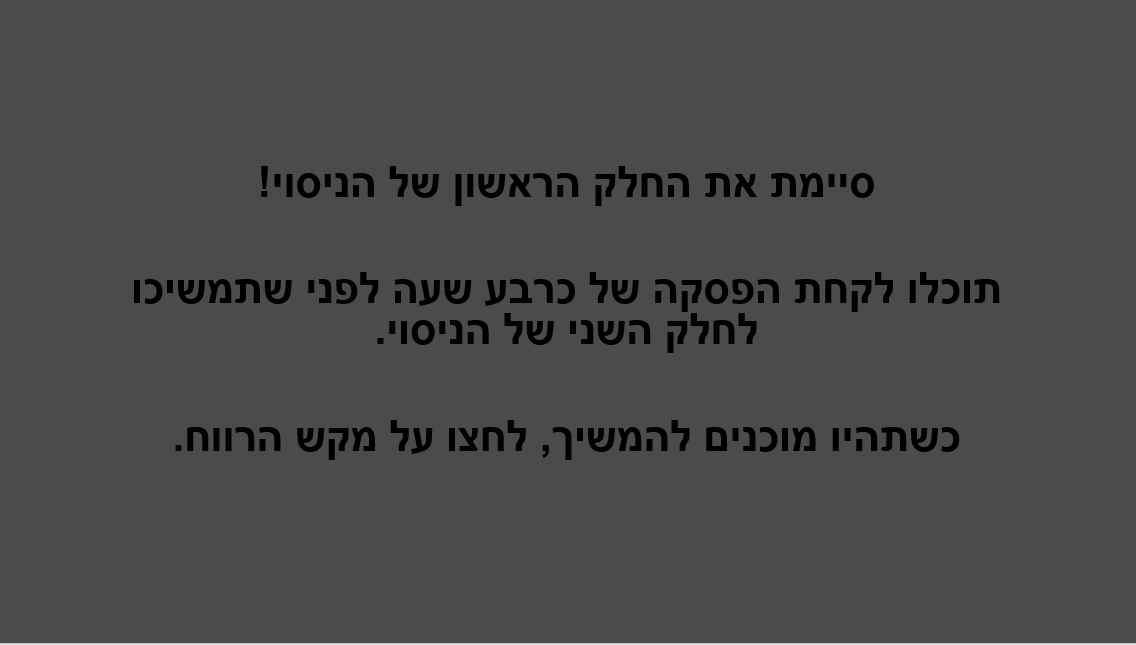 סיימת את החלק הראשון של הניסוי!
תוכלו לקחת הפסקה של כרבע שעה לפני שתמשיכו
לחלק השני של הניסוי.
כשתהיו מוכנים להמשיך, לחצו על מקש הרווח.